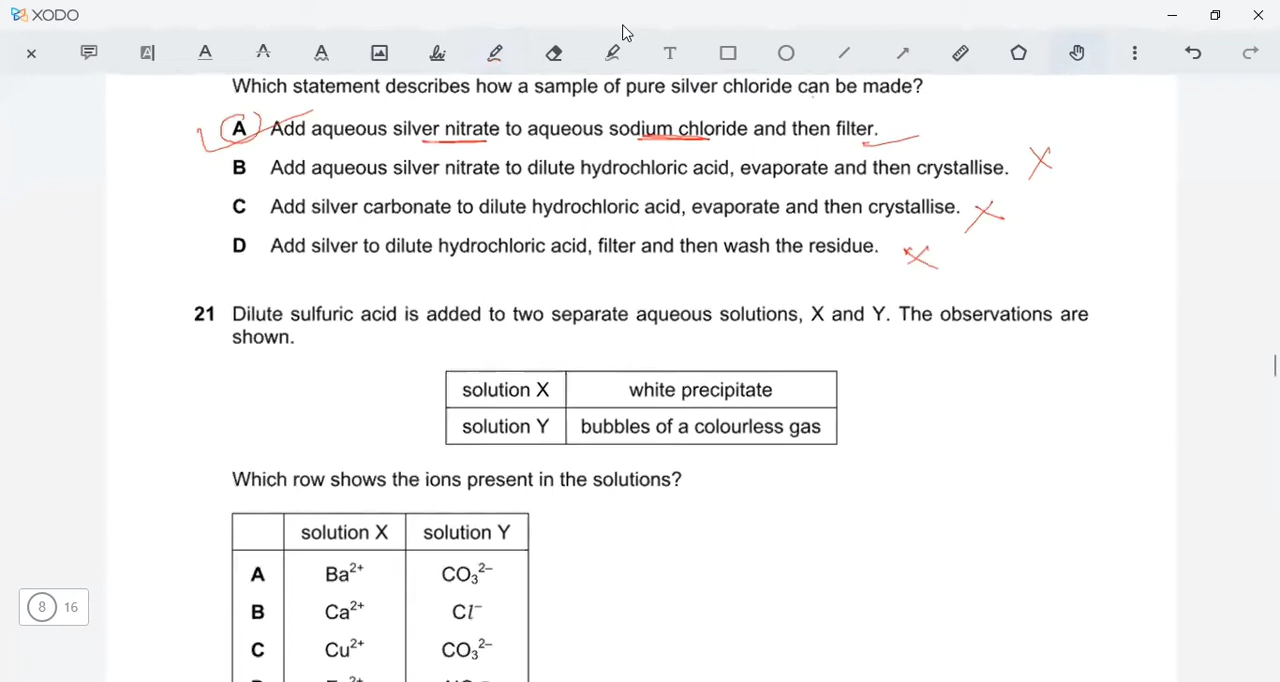 XODO
Which statement describes how a sample of pure silver chloride can be made?
A Add aqueous silver nitrate to aqueous sodium chloride and then filter.
B Add aqueous silver nitrate to dilute hydrochloric acid, evaporate and then crystallise.
C Add silver carbonate to dilute hydrochloric acid, evaporate and then crystallise.
D Add silver to dilute hydrochloric acid, filter and then wash the residue.
21 Dilute sulfuric acid is added to two separate aqueous solutions, X and Y. The observations are
shown.
solution X white precipitate
solution Y bubbles of a colourless gas
Which row shows the ions present in the solutions?
solution X solution Y
A Ba²⁺ CO₃²⁻
B Ca²⁺ Cl⁻
C Cu²⁺ CO₃²⁻
8 16